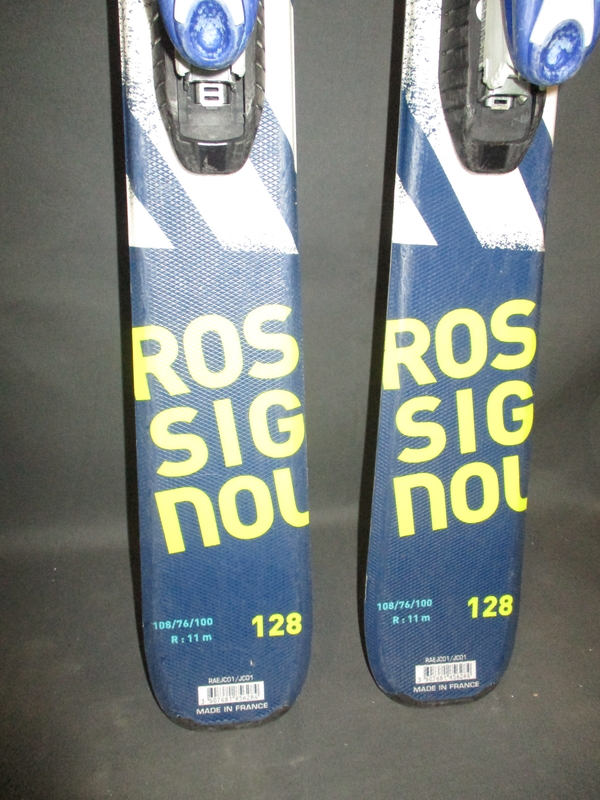 ROS
SIG
NOL
108/76/100
R : 11 m
128
RAEJC01/JC01
MADE IN FRANCE
ROS
SIG
NOL
108/76/100
R : 11 m
128
RAEJC01/JC01
MADE IN FRANCE